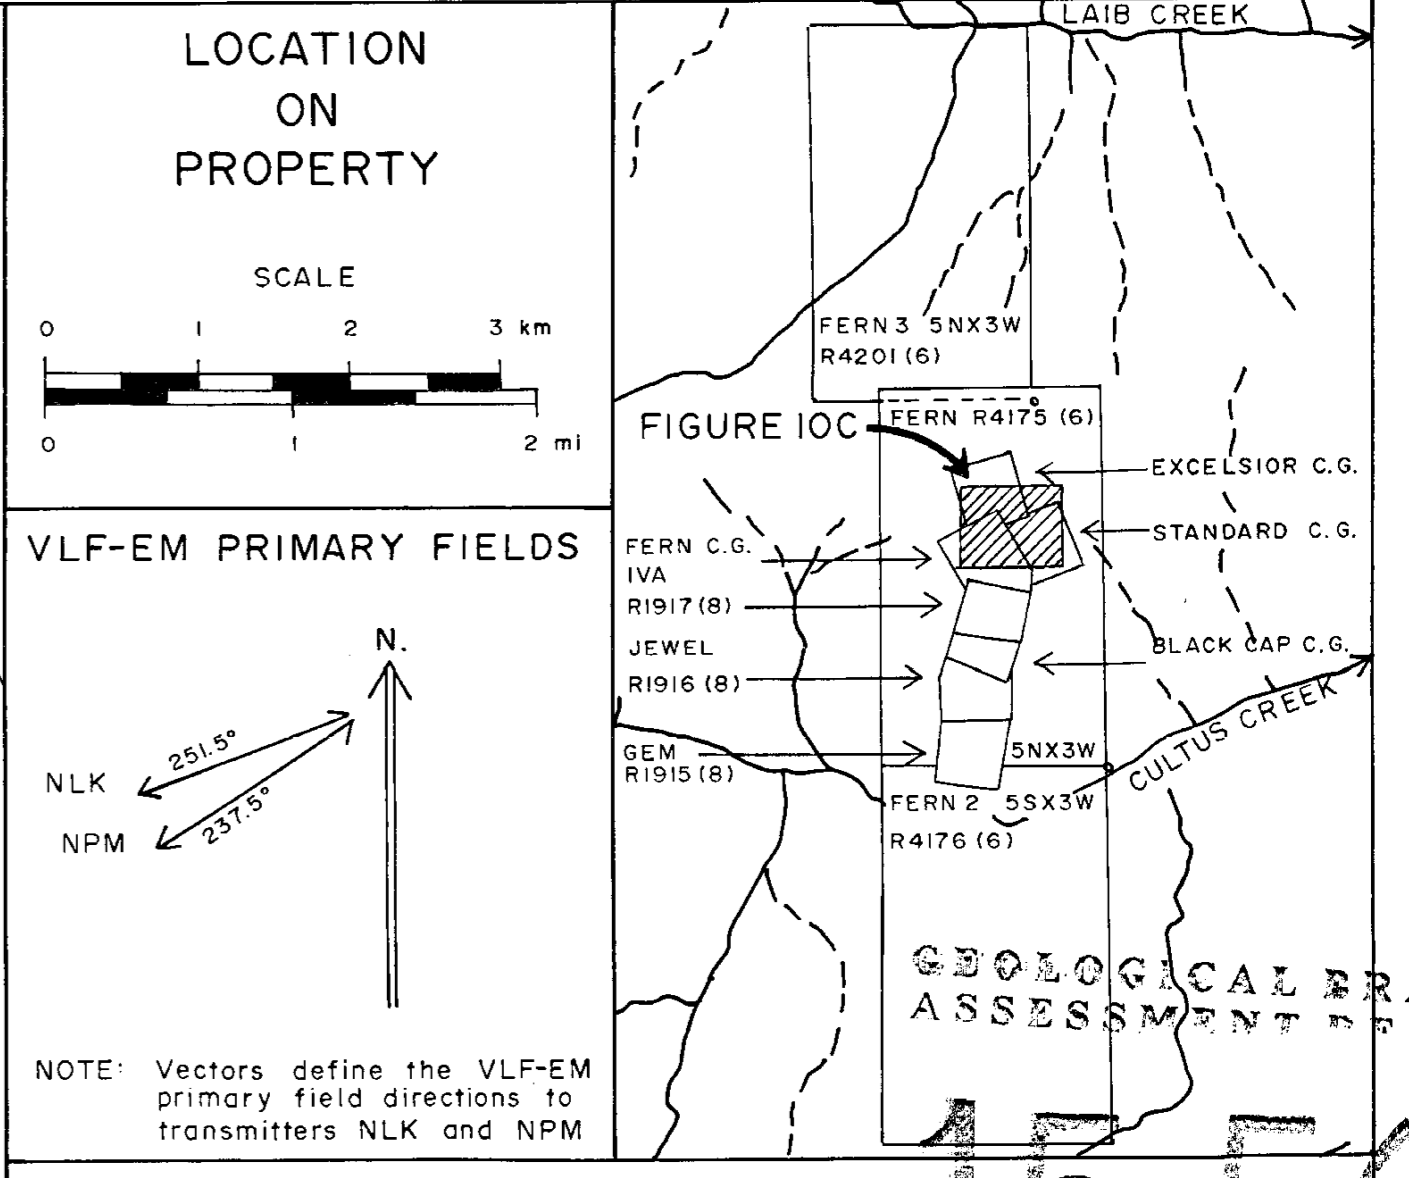 LOCATION
ON
PROPERTY
SCALE
0 1 2 3 km
0 1 2 mi
VLF-EM PRIMARY FIELDS
N.
251.5°
NLK
237.5°
NPM
NOTE: Vectors define the VLF-EM
primary field directions to
transmitters NLK and NPM
LAIB CREEK
FERN 3 5NX3W
R4201 (6)
FIGURE 10C
FERN R4175 (6)
EXCELSIOR C.G.
STANDARD C.G.
FERN C.G.
IVA
R1917 (8)
JEWEL
R1916 (8)
BLACK CAP C.G.
GEM
R1915 (8)
5NX3W
CULTUS CREEK
FERN 2 5SX3W
R4176 (6)
GEOLOGICAL
ASSESSMENT